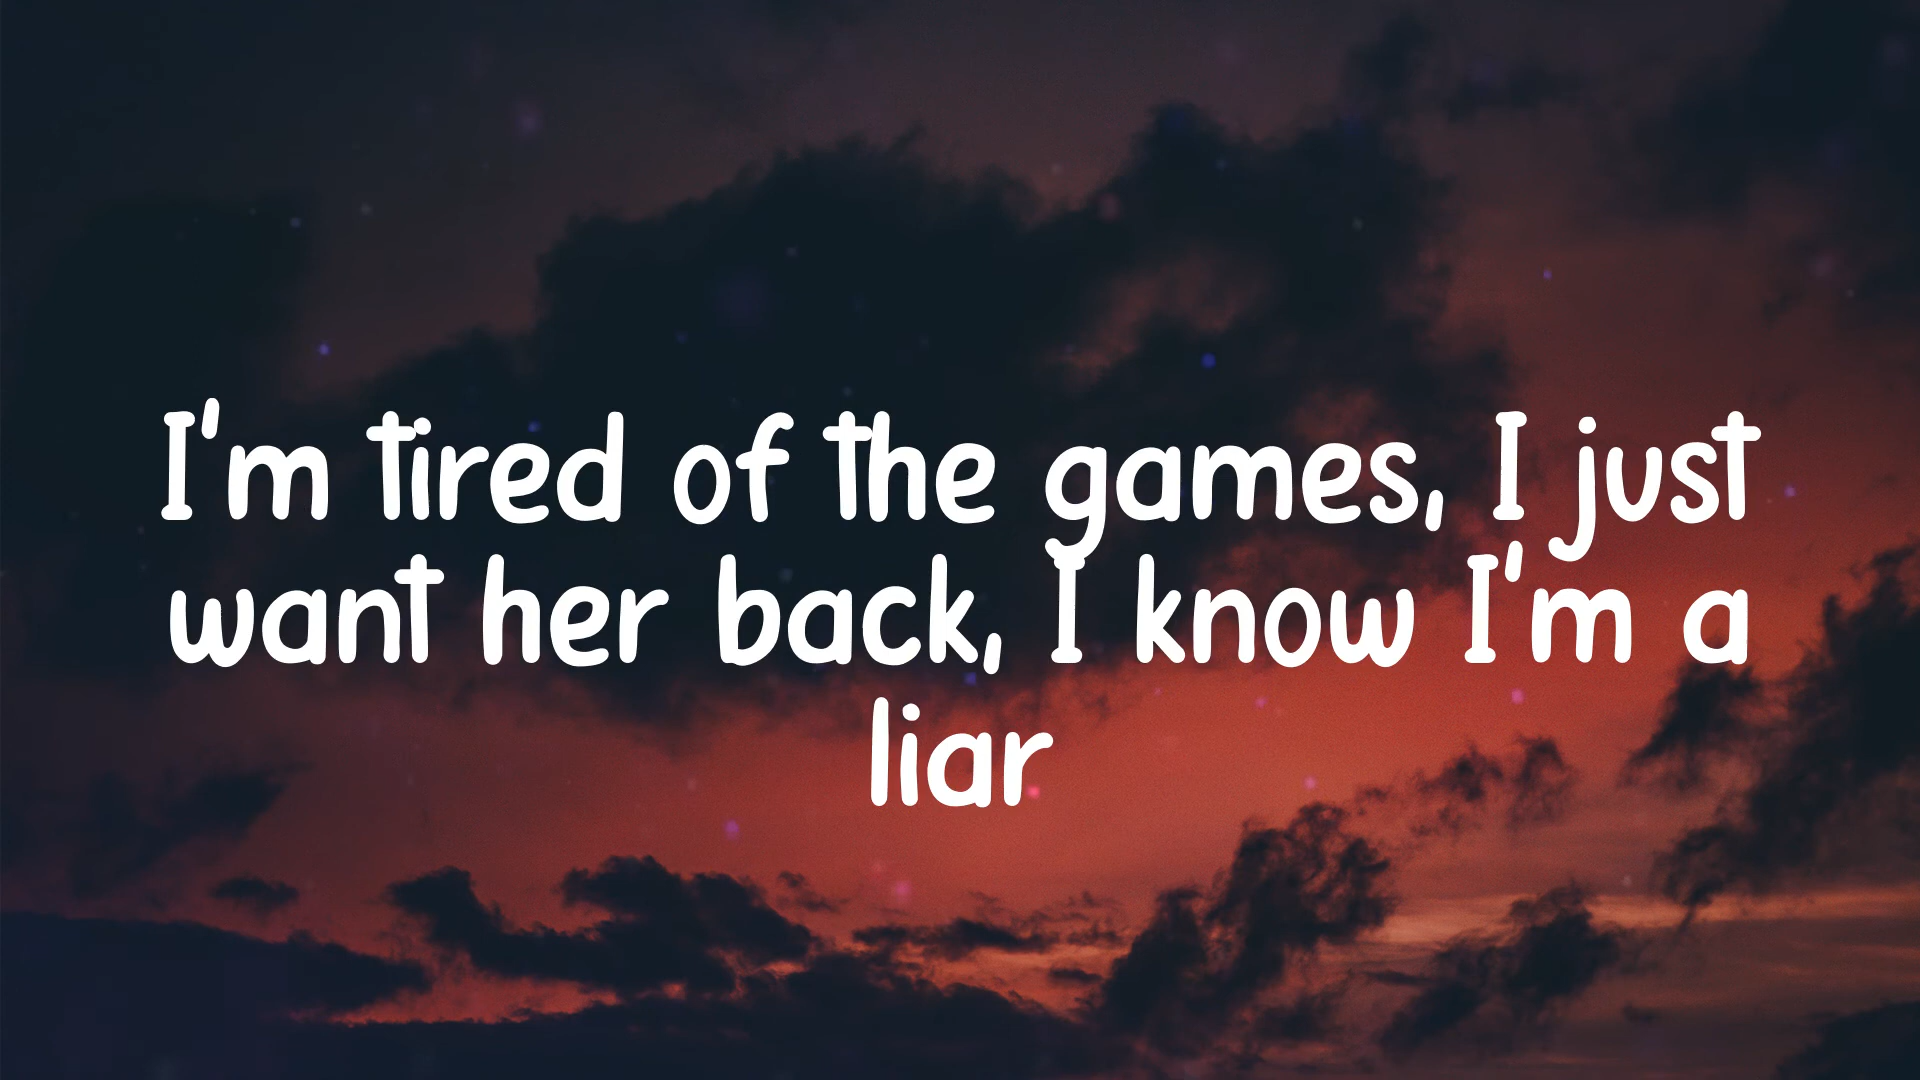 I'm tired of the games, I just
want her back, I know I'm a
liar